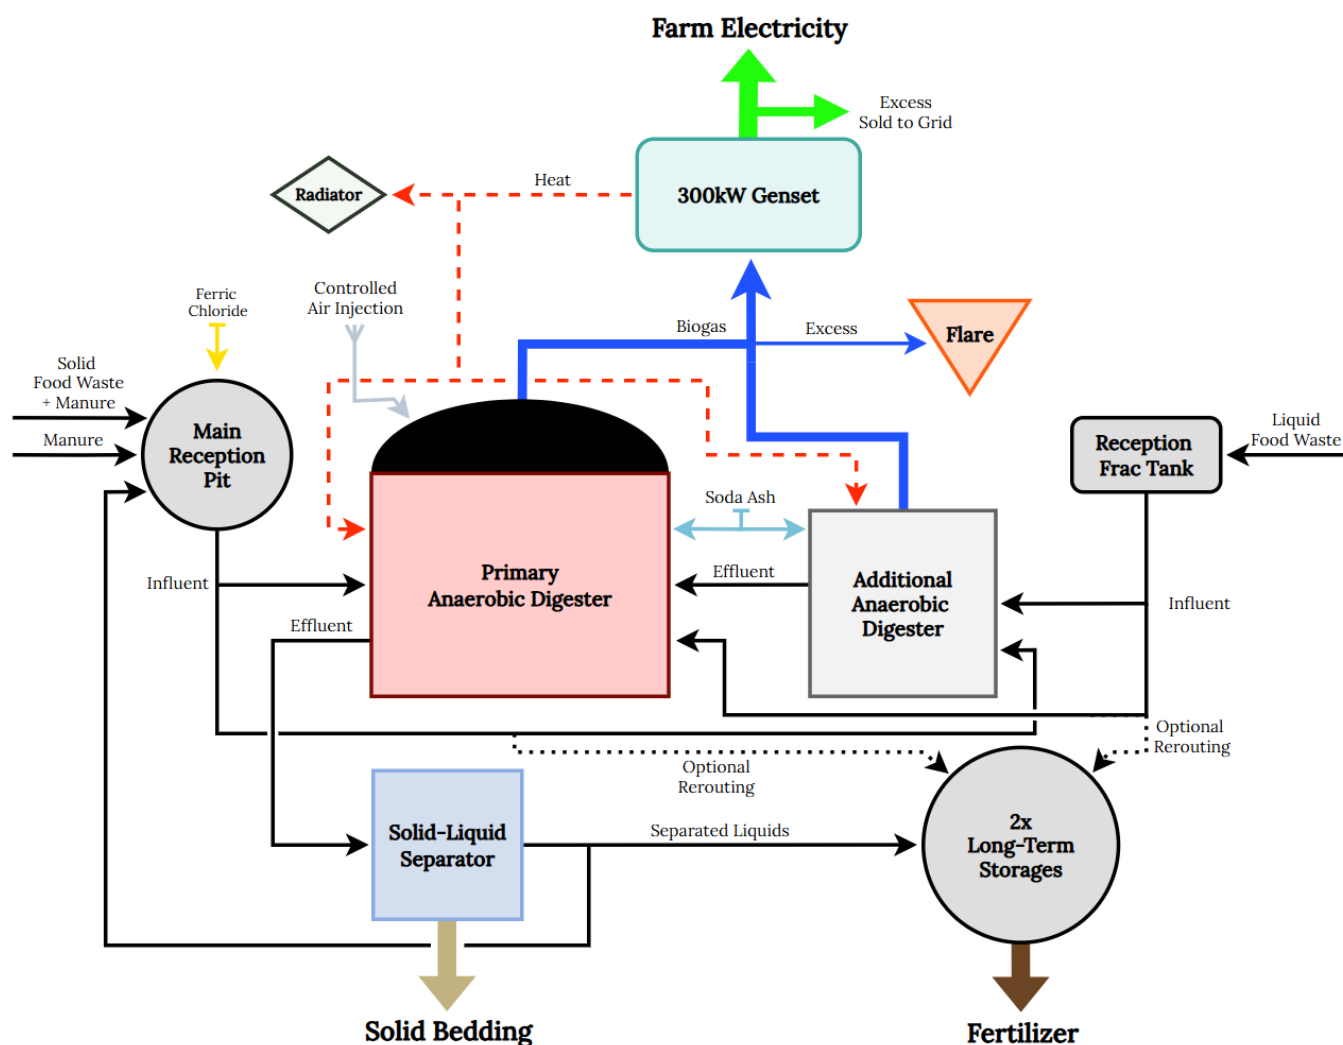 Farm Electricity
Excess
Sold to Grid
300kW Genset
Heat
Radiator
Controlled
Air Injection
Ferric
Chloride
Biogas
Excess
Flare
Solid
Food Waste
+ Manure
Manure
Main
Reception
Pit
Reception
Frac Tank
Liquid
Food Waste
Soda Ash
Influent
Primary
Anaerobic Digester
Effluent
Additional
Anaerobic
Digester
Influent
Effluent
Optional
Rerouting
Optional
Rerouting
Solid-Liquid
Separator
Separated Liquids
2x
Long-Term
Storages
Solid Bedding
Fertilizer